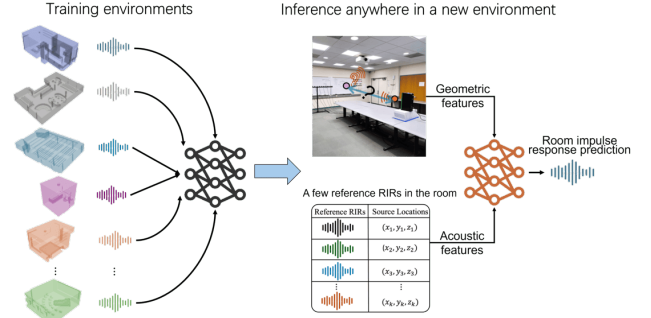 Training environments
Inference anywhere in a new environment
Geometric
features
Room impulse
response prediction
A few reference RIRs in the room
Reference RIRs Source Locations
(x₁, y₁, z₁)
(x₂, y₂, z₂)
(x₃, y₃, z₃)
⋮ ⋮
(xₖ, yₖ, zₖ)
Acoustic
features